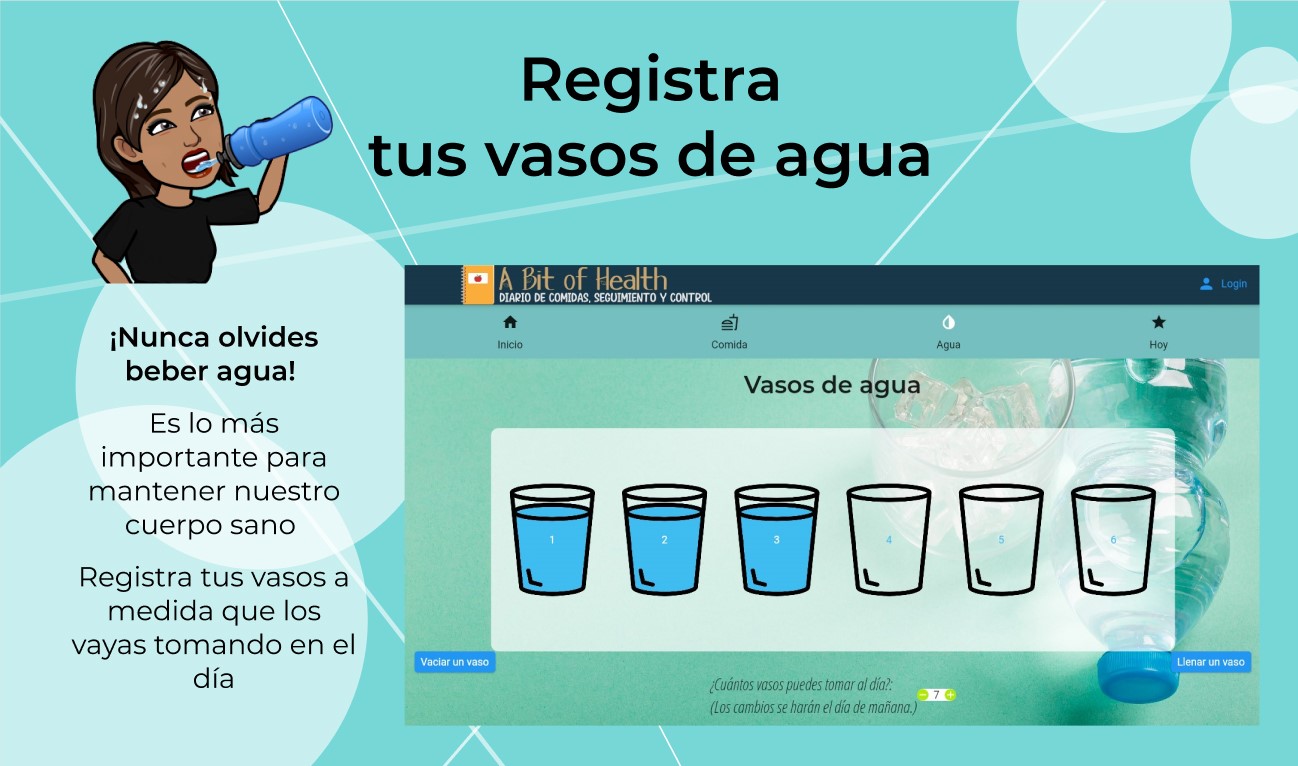 Registra
tus vasos de agua
¡Nunca olvides
beber agua!
Es lo más
importante para
mantener nuestro
cuerpo sano
Registra tus vasos a
medida que los
vayas tomando en el
día
A Bit of Health
DIARIO DE COMIDAS, SEGUIMIENTO Y CONTROL
Login
Inicio Comida Agua Hoy
Vasos de agua
1 2 3 4 5 6
Vaciar un vaso Llenar un vaso
¿Cuántos vasos puedes tomar al día?:
(Los cambios se harán el día de mañana.)
− 7 +